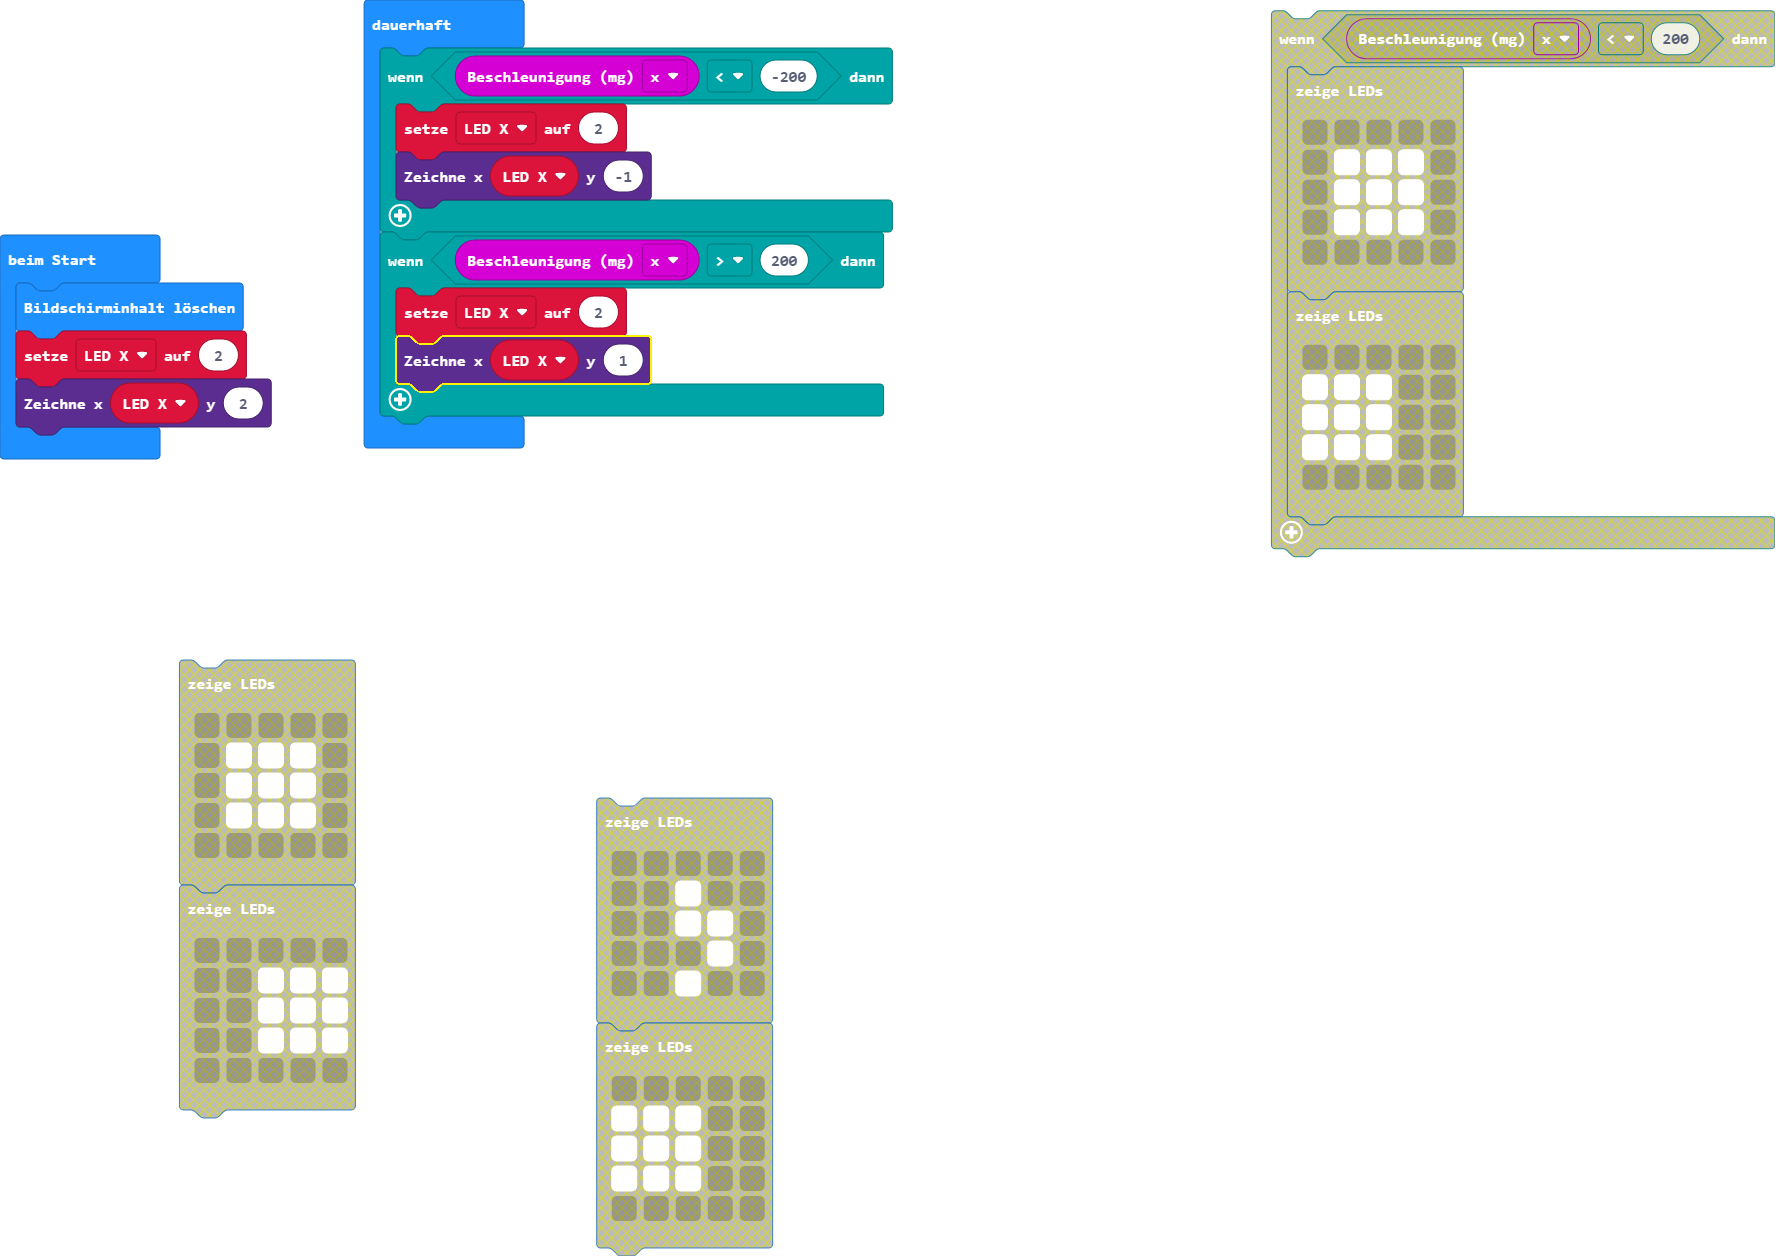 dauerhaft
wenn Beschleunigung (mg) x < -200 dann
setze LED X auf 2
Zeichne x LED X y -1
wenn Beschleunigung (mg) x > 200 dann
setze LED X auf 2
Zeichne x LED X y 1
beim Start
Bildschirminhalt löschen
setze LED X auf 2
Zeichne x LED X y 2
wenn Beschleunigung (mg) x < 200 dann
zeige LEDs
zeige LEDs
zeige LEDs
zeige LEDs
zeige LEDs
zeige LEDs